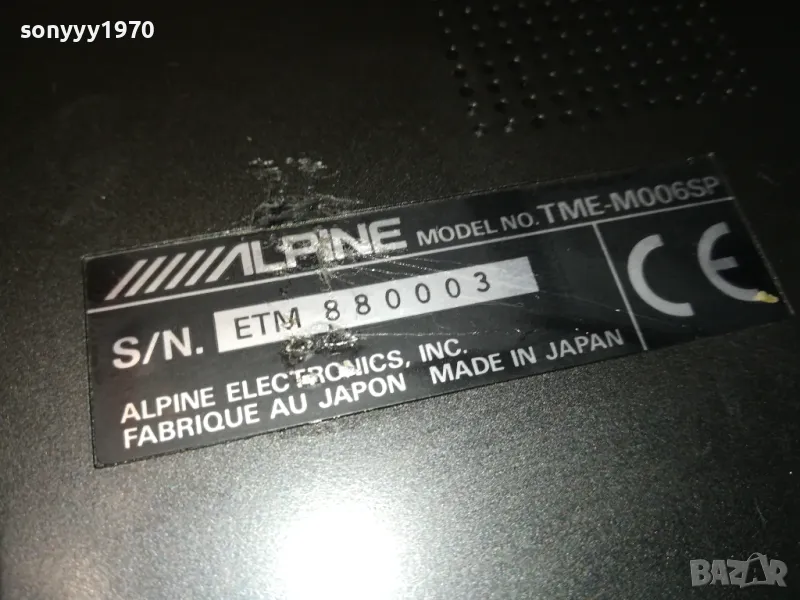 sonyyy1970
ALPINE MODEL NO. TME-M006SP
S/N. ETM 880003
CE
ALPINE ELECTRONICS, INC.
FABRIQUE AU JAPON MADE IN JAPAN
BAZAR